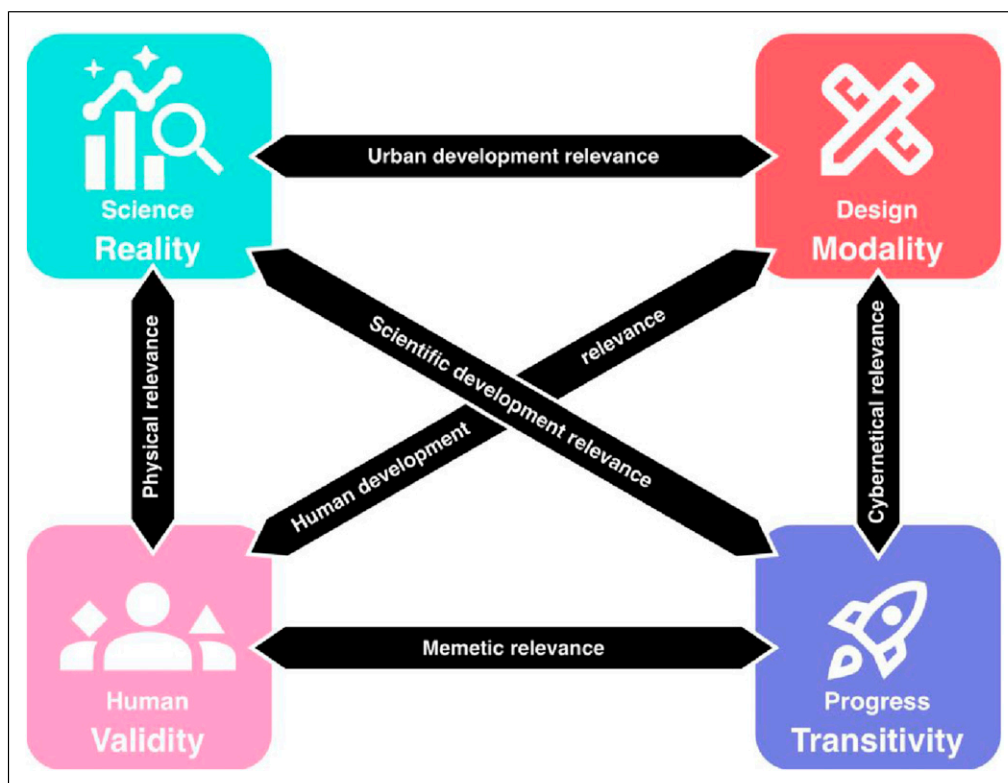 Science
Reality
Urban development relevance
Design
Modality
Physical relevance
Scientific development relevance
Human development relevance
Cybernetical relevance
Human
Validity
Memetic relevance
Progress
Transitivity